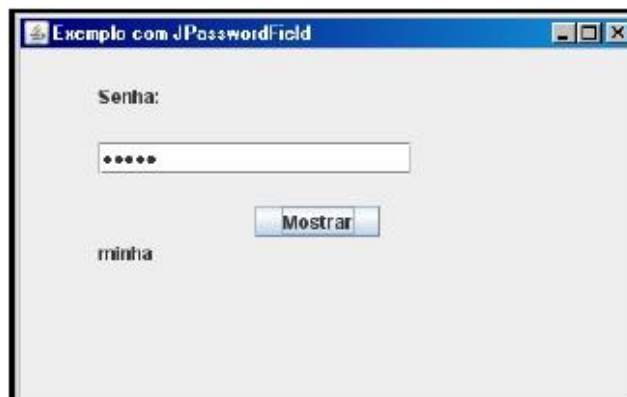 Exemplo com JPasswordField
Senha:
•••••
Mostrar
minha